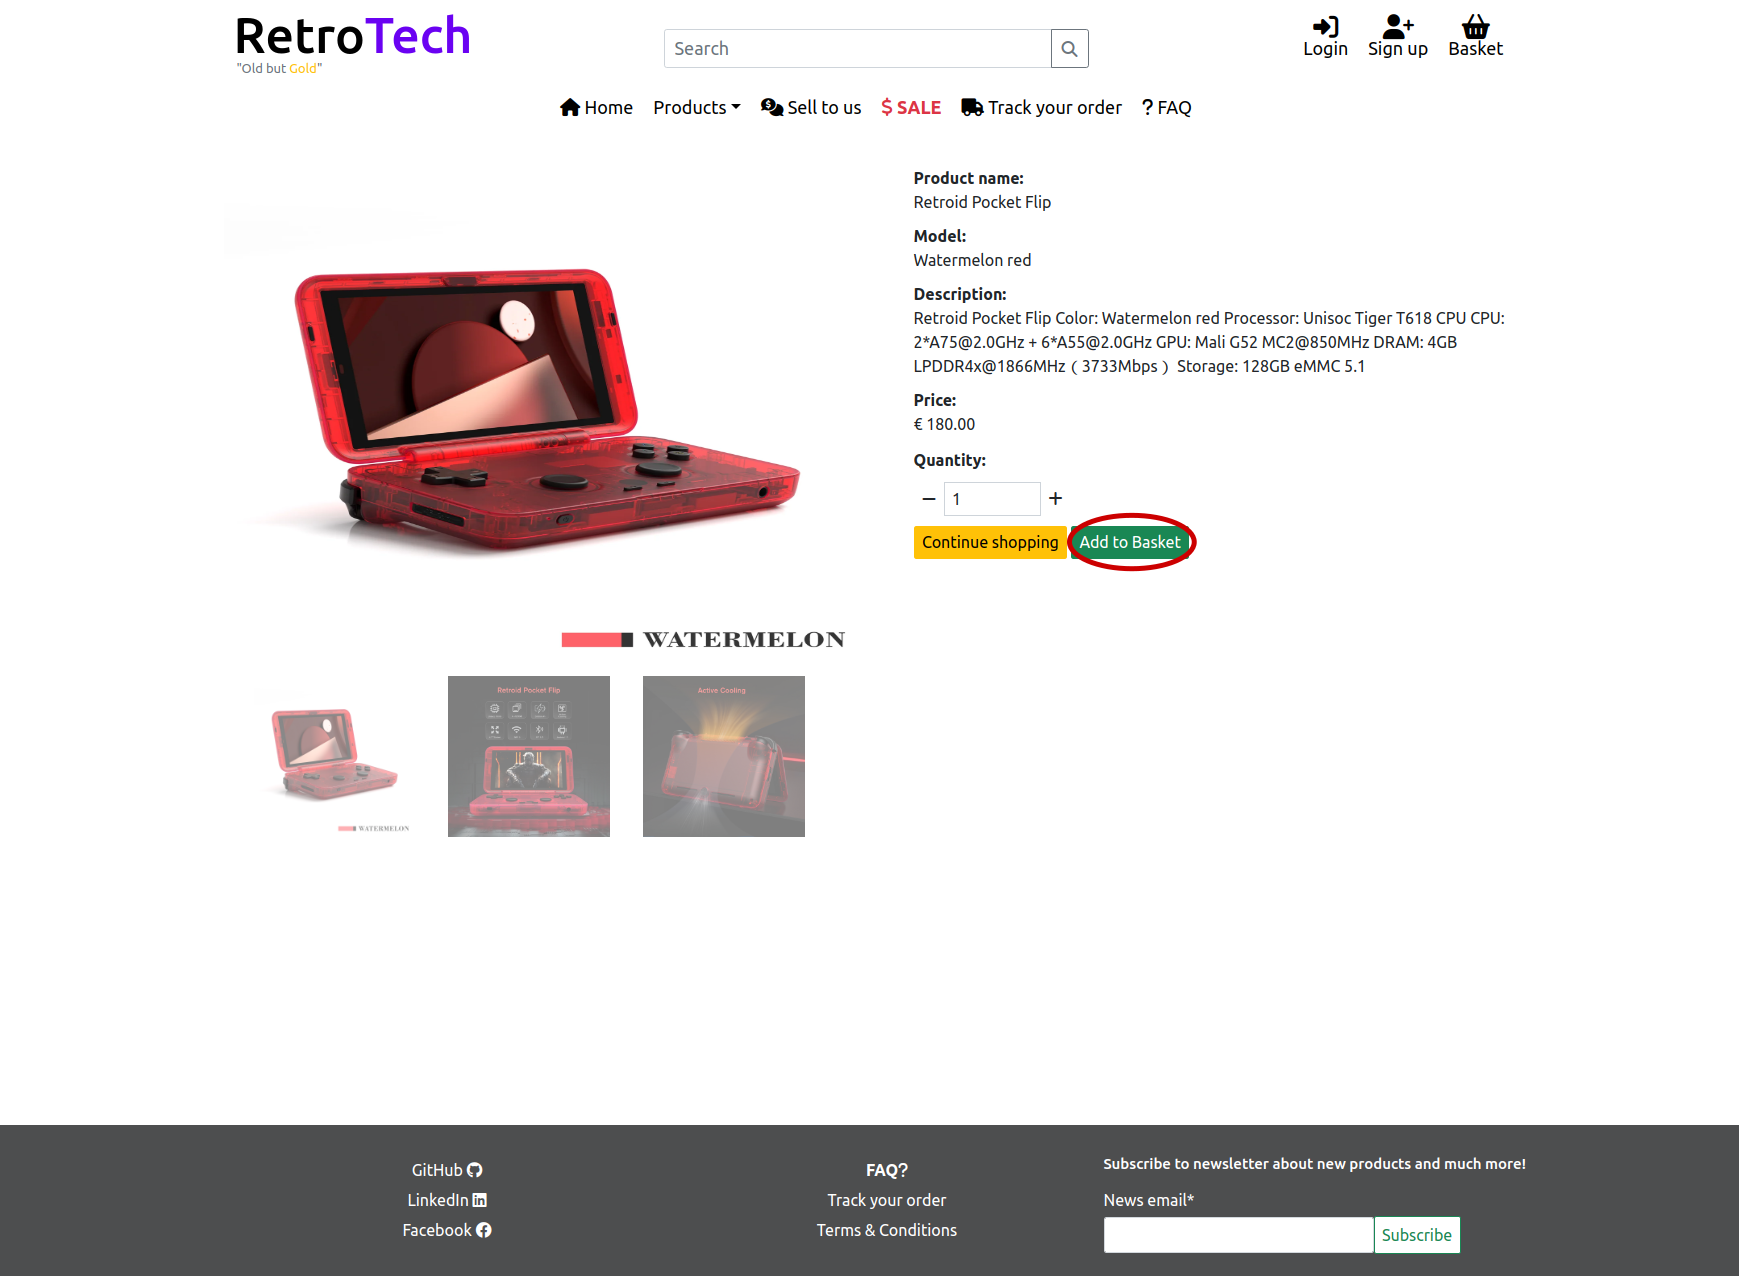 RetroTech
"Old but Gold"
Search
Login
Sign up
Basket
Home
Products
Sell to us
$ SALE
Track your order
? FAQ
Product name:
Retroid Pocket Flip
Model:
Watermelon red
Description:
Retroid Pocket Flip Color: Watermelon red Processor: Unisoc Tiger T618 CPU CPU:
2*A75@2.0GHz + 6*A55@2.0GHz GPU: Mali G52 MC2@850MHz DRAM: 4GB
LPDDR4x@1866MHz（3733Mbps） Storage: 128GB eMMC 5.1
Price:
€ 180.00
Quantity:
− 1 +
Continue shopping
Add to Basket
WATERMELON
Retroid Pocket Flip
Active Cooling
WATERMELON
GitHub
LinkedIn
Facebook
FAQ?
Track your order
Terms & Conditions
Subscribe to newsletter about new products and much more!
News email*
Subscribe